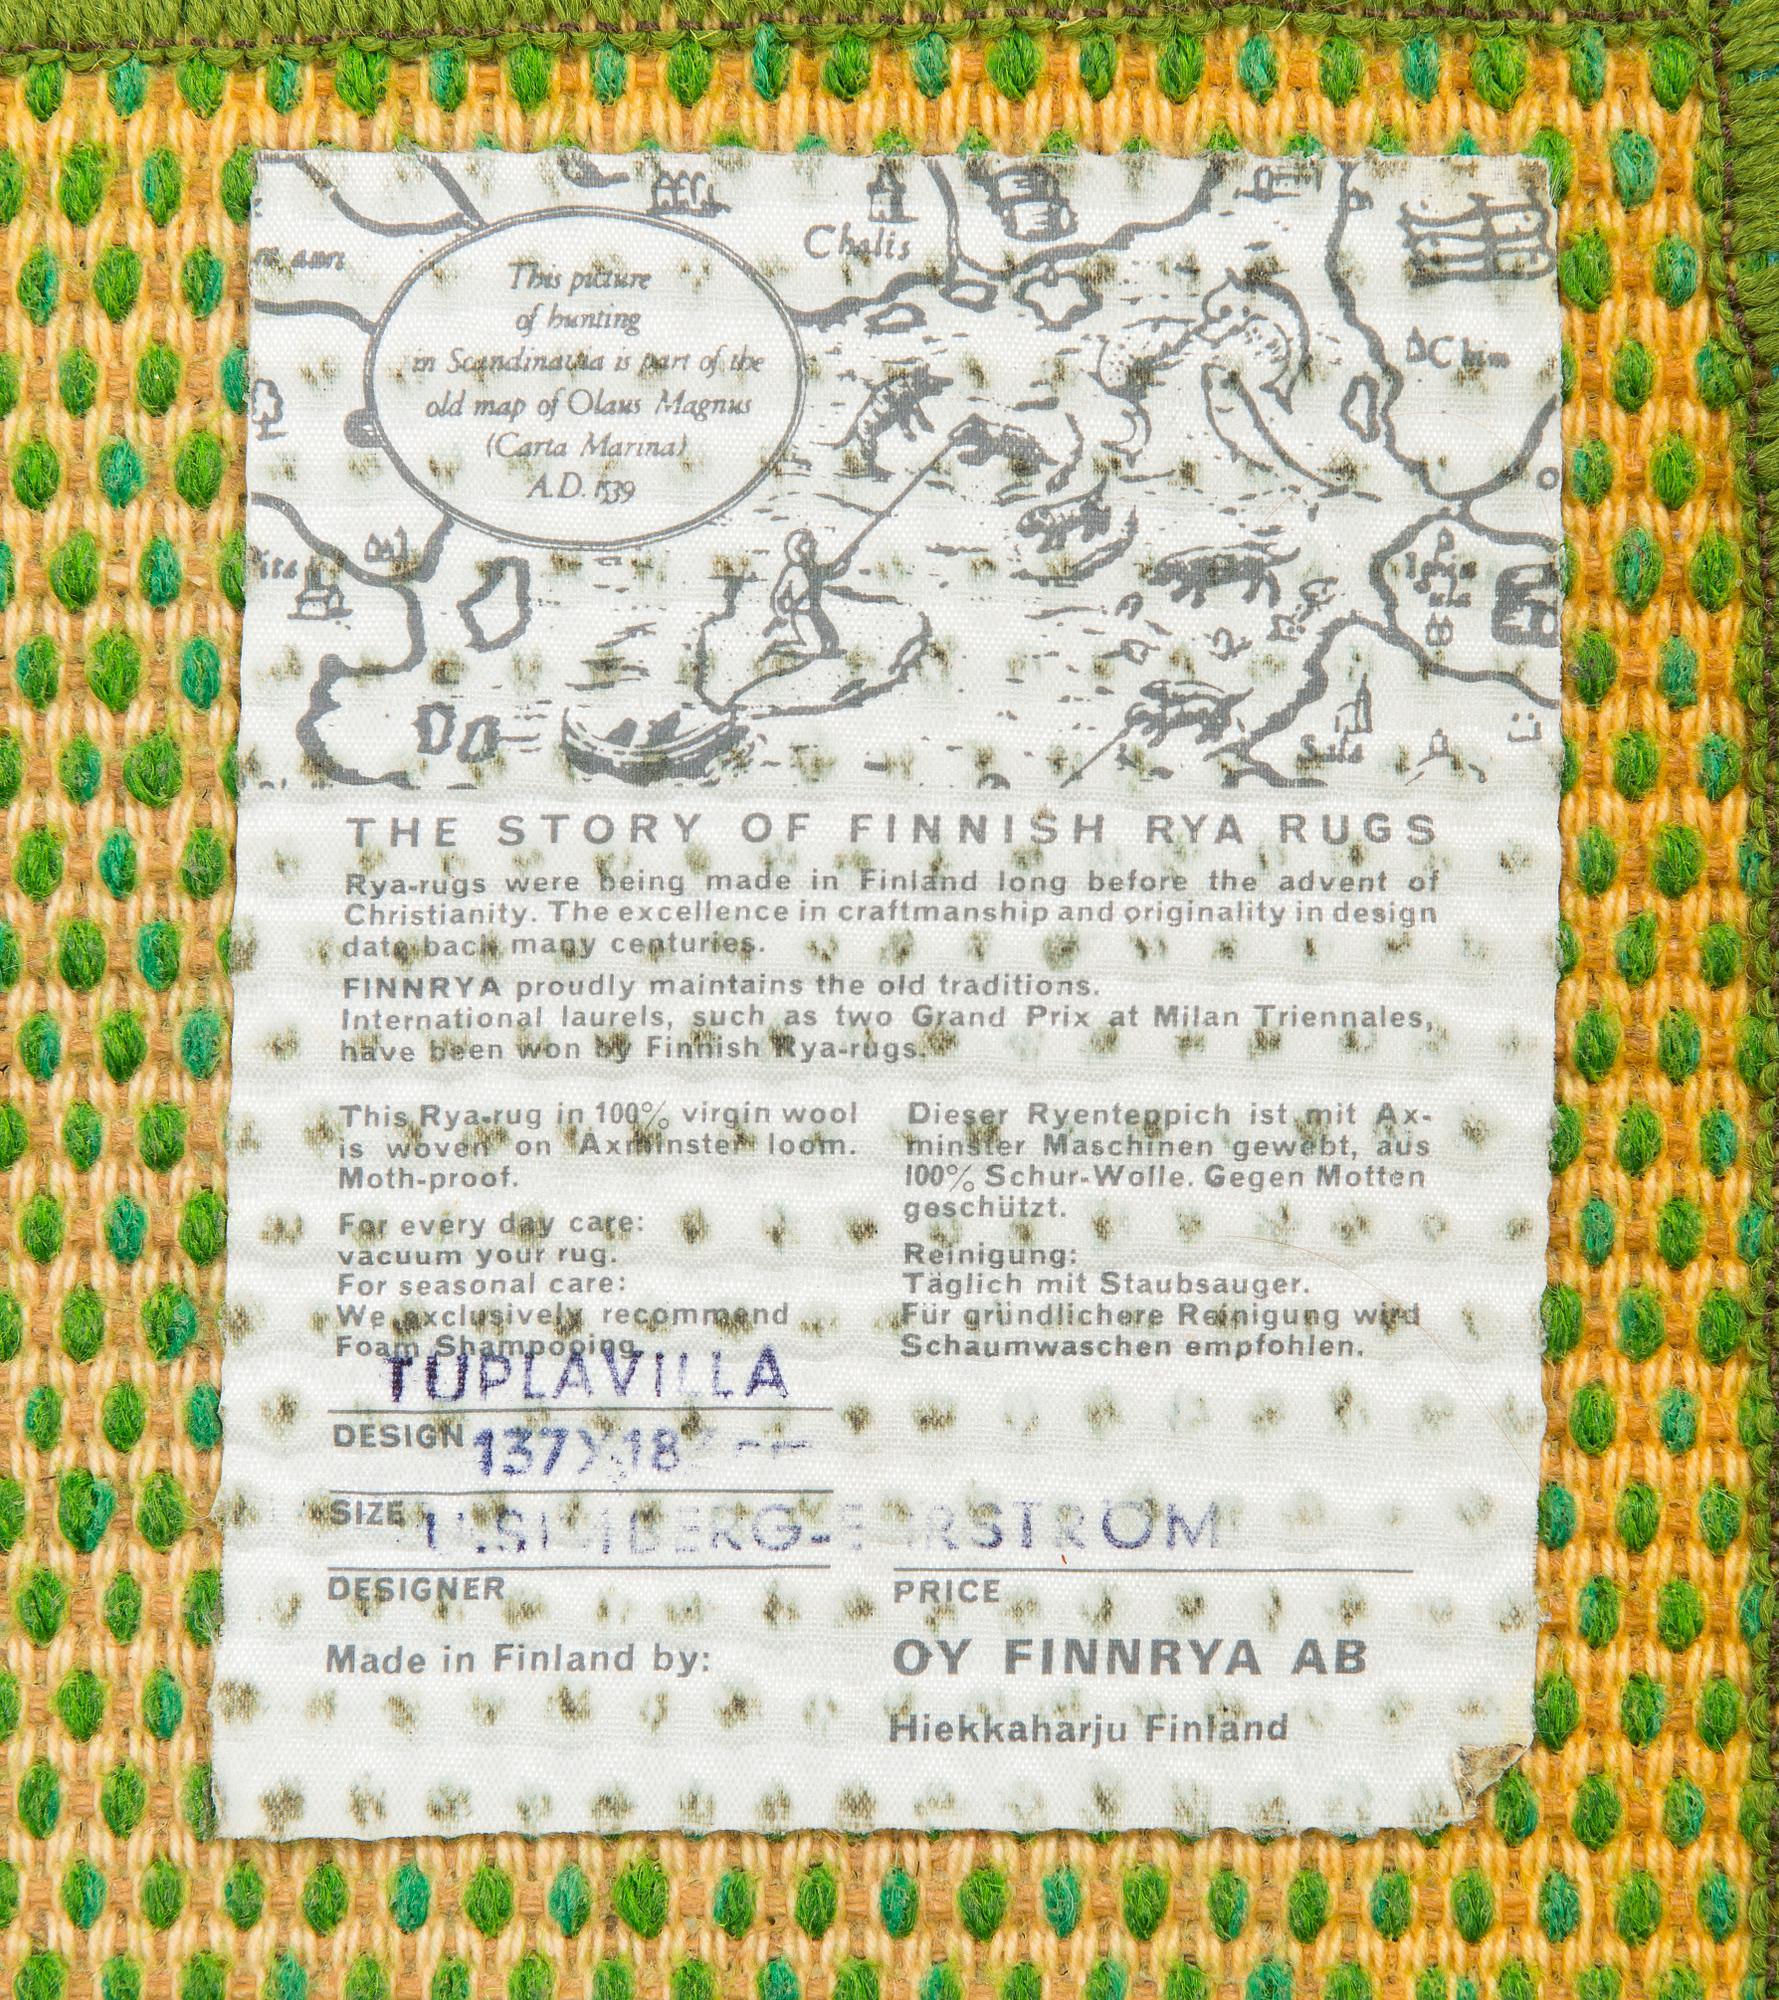 Chalis
This picture
of hunting
in Scandinavia is part of the
old map of Olaus Magnus
(Carta Marina)
A.D. 1539
THE STORY OF FINNISH RYA RUGS
Rya-rugs were being made in Finland long before the advent of
Christianity. The excellence in craftmanship and originality in design
date back many centuries.
FINNRYA proudly maintains the old traditions.
International laurels, such as two Grand Prix at Milan Triennales,
have been won by Finnish Rya-rugs.
This Rya-rug in 100% virgin wool
is woven on Axminster loom.
Moth-proof.
For every day care:
vacuum your rug.
For seasonal care:
We exclusively recommend
Foam Shampooing.
Dieser Ryenteppich ist mit Ax-
minster Maschinen gewebt, aus
100% Schur-Wolle. Gegen Motten
geschützt.
Reinigung:
Täglich mit Staubsauger.
Für gründlichere Reinigung wird
Schaumwaschen empfohlen.
TUPLAVILLA
DESIGN
SIZE
DESIGNER
PRICE
Made in Finland by:
OY FINNRYA AB
Hiekkaharju Finland